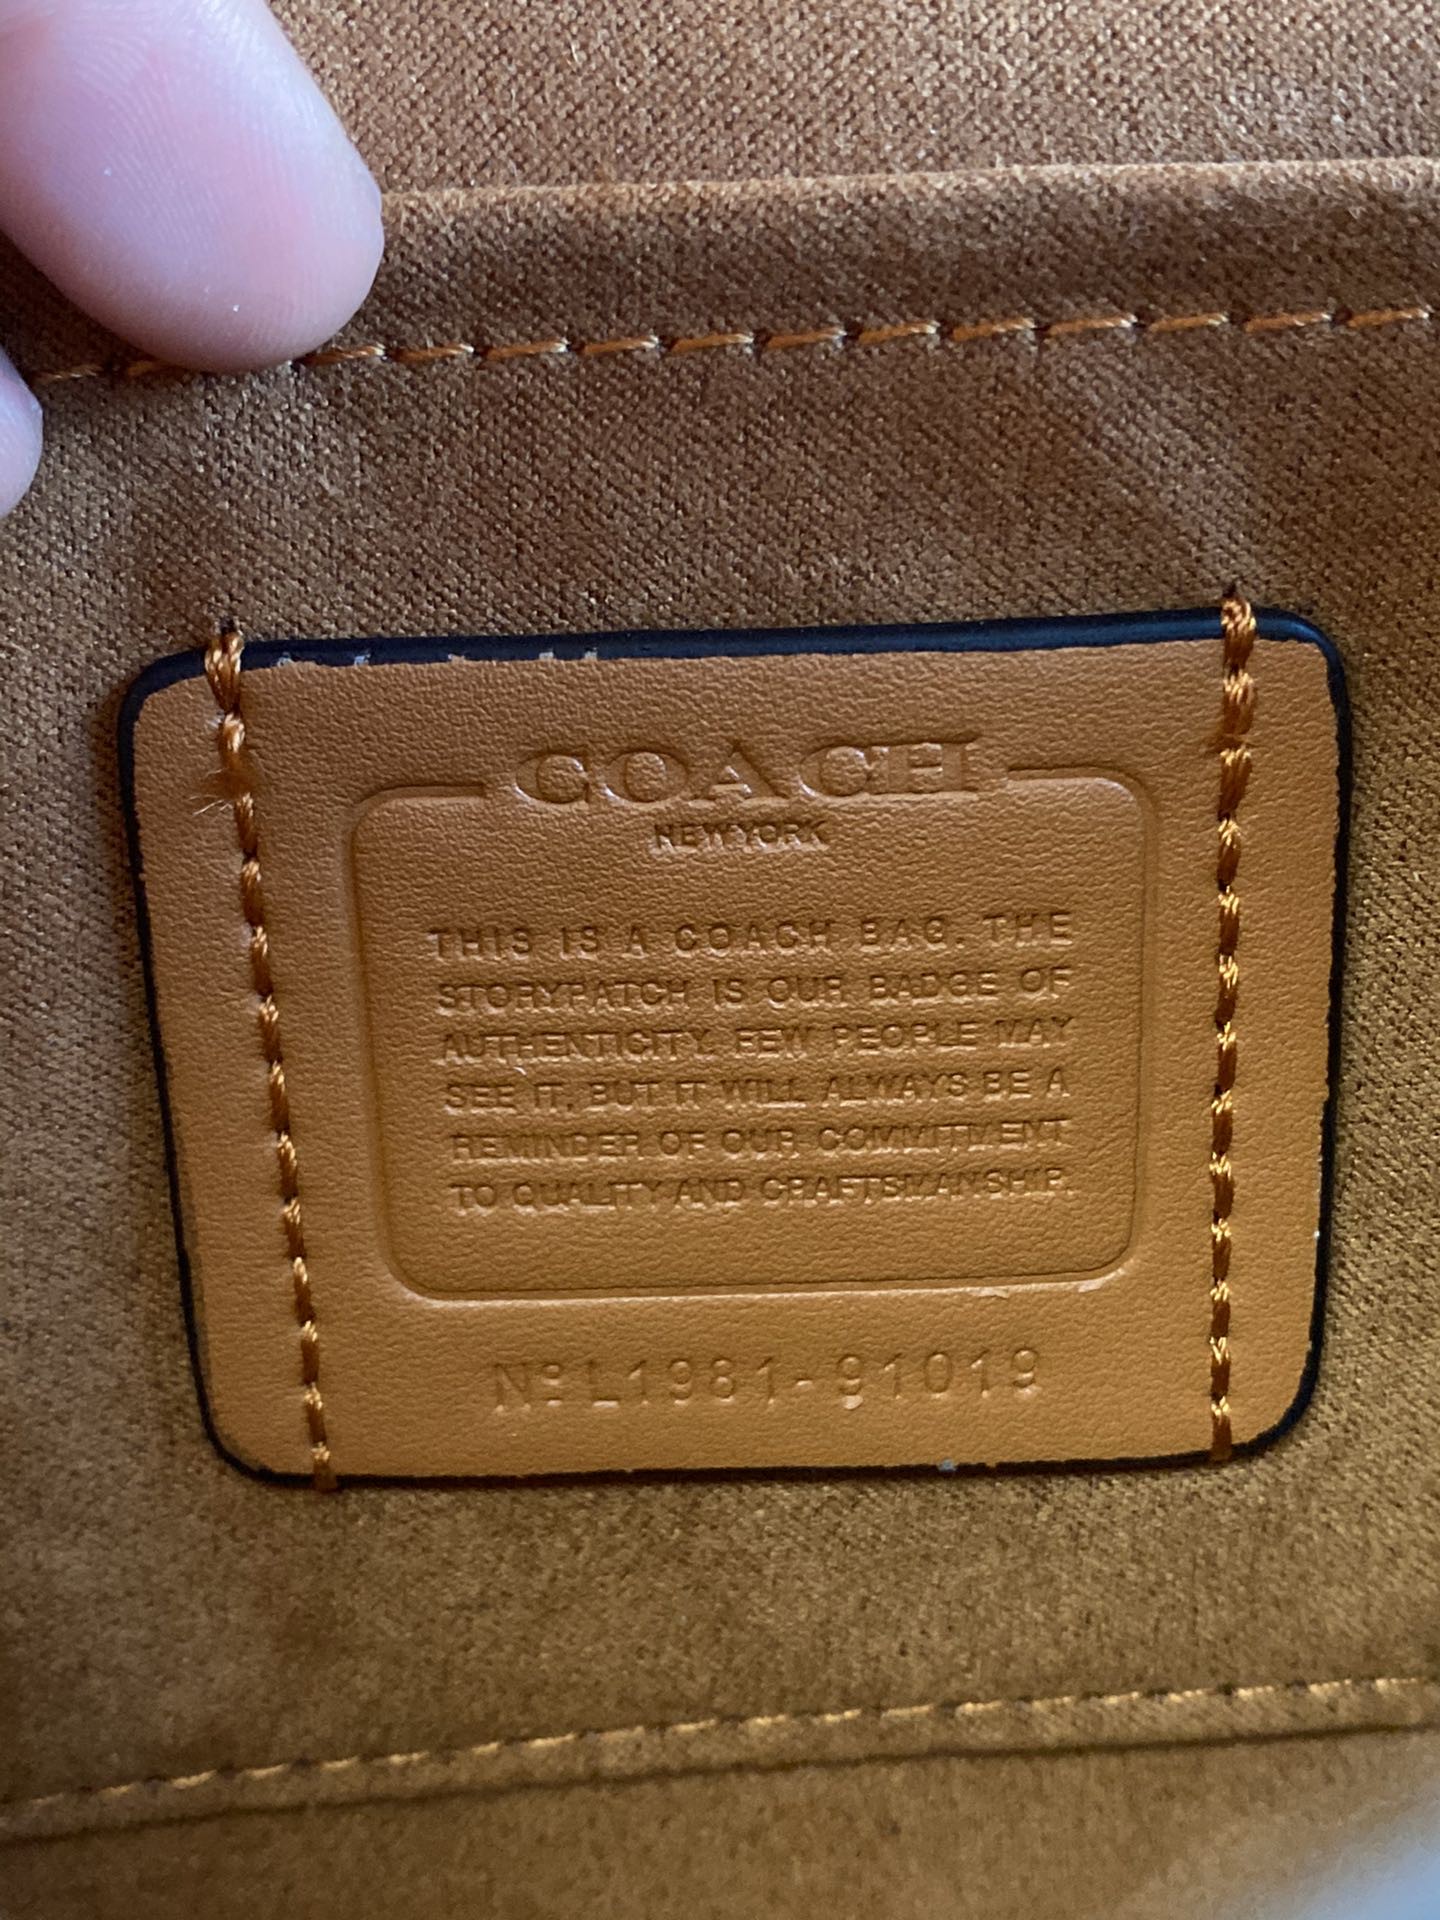 COACH
NEW YORK
THIS IS A COACH BAG. THE
STORYPATCH IS OUR BADGE OF
AUTHENTICITY. FEW PEOPLE MAY
SEE IT, BUT IT WILL ALWAYS BE A
REMINDER OF OUR COMMITMENT
TO QUALITY AND CRAFTSMANSHIP.
Nº L1981-91019